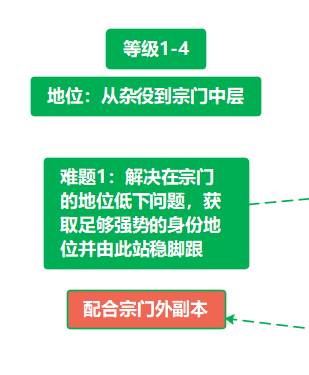 等级1-4
地位：从杂役到宗门中层
难题1：解决在宗门
的地位低下问题，获
取足够强势的身份地
位并由此站稳脚跟
配合宗门外副本